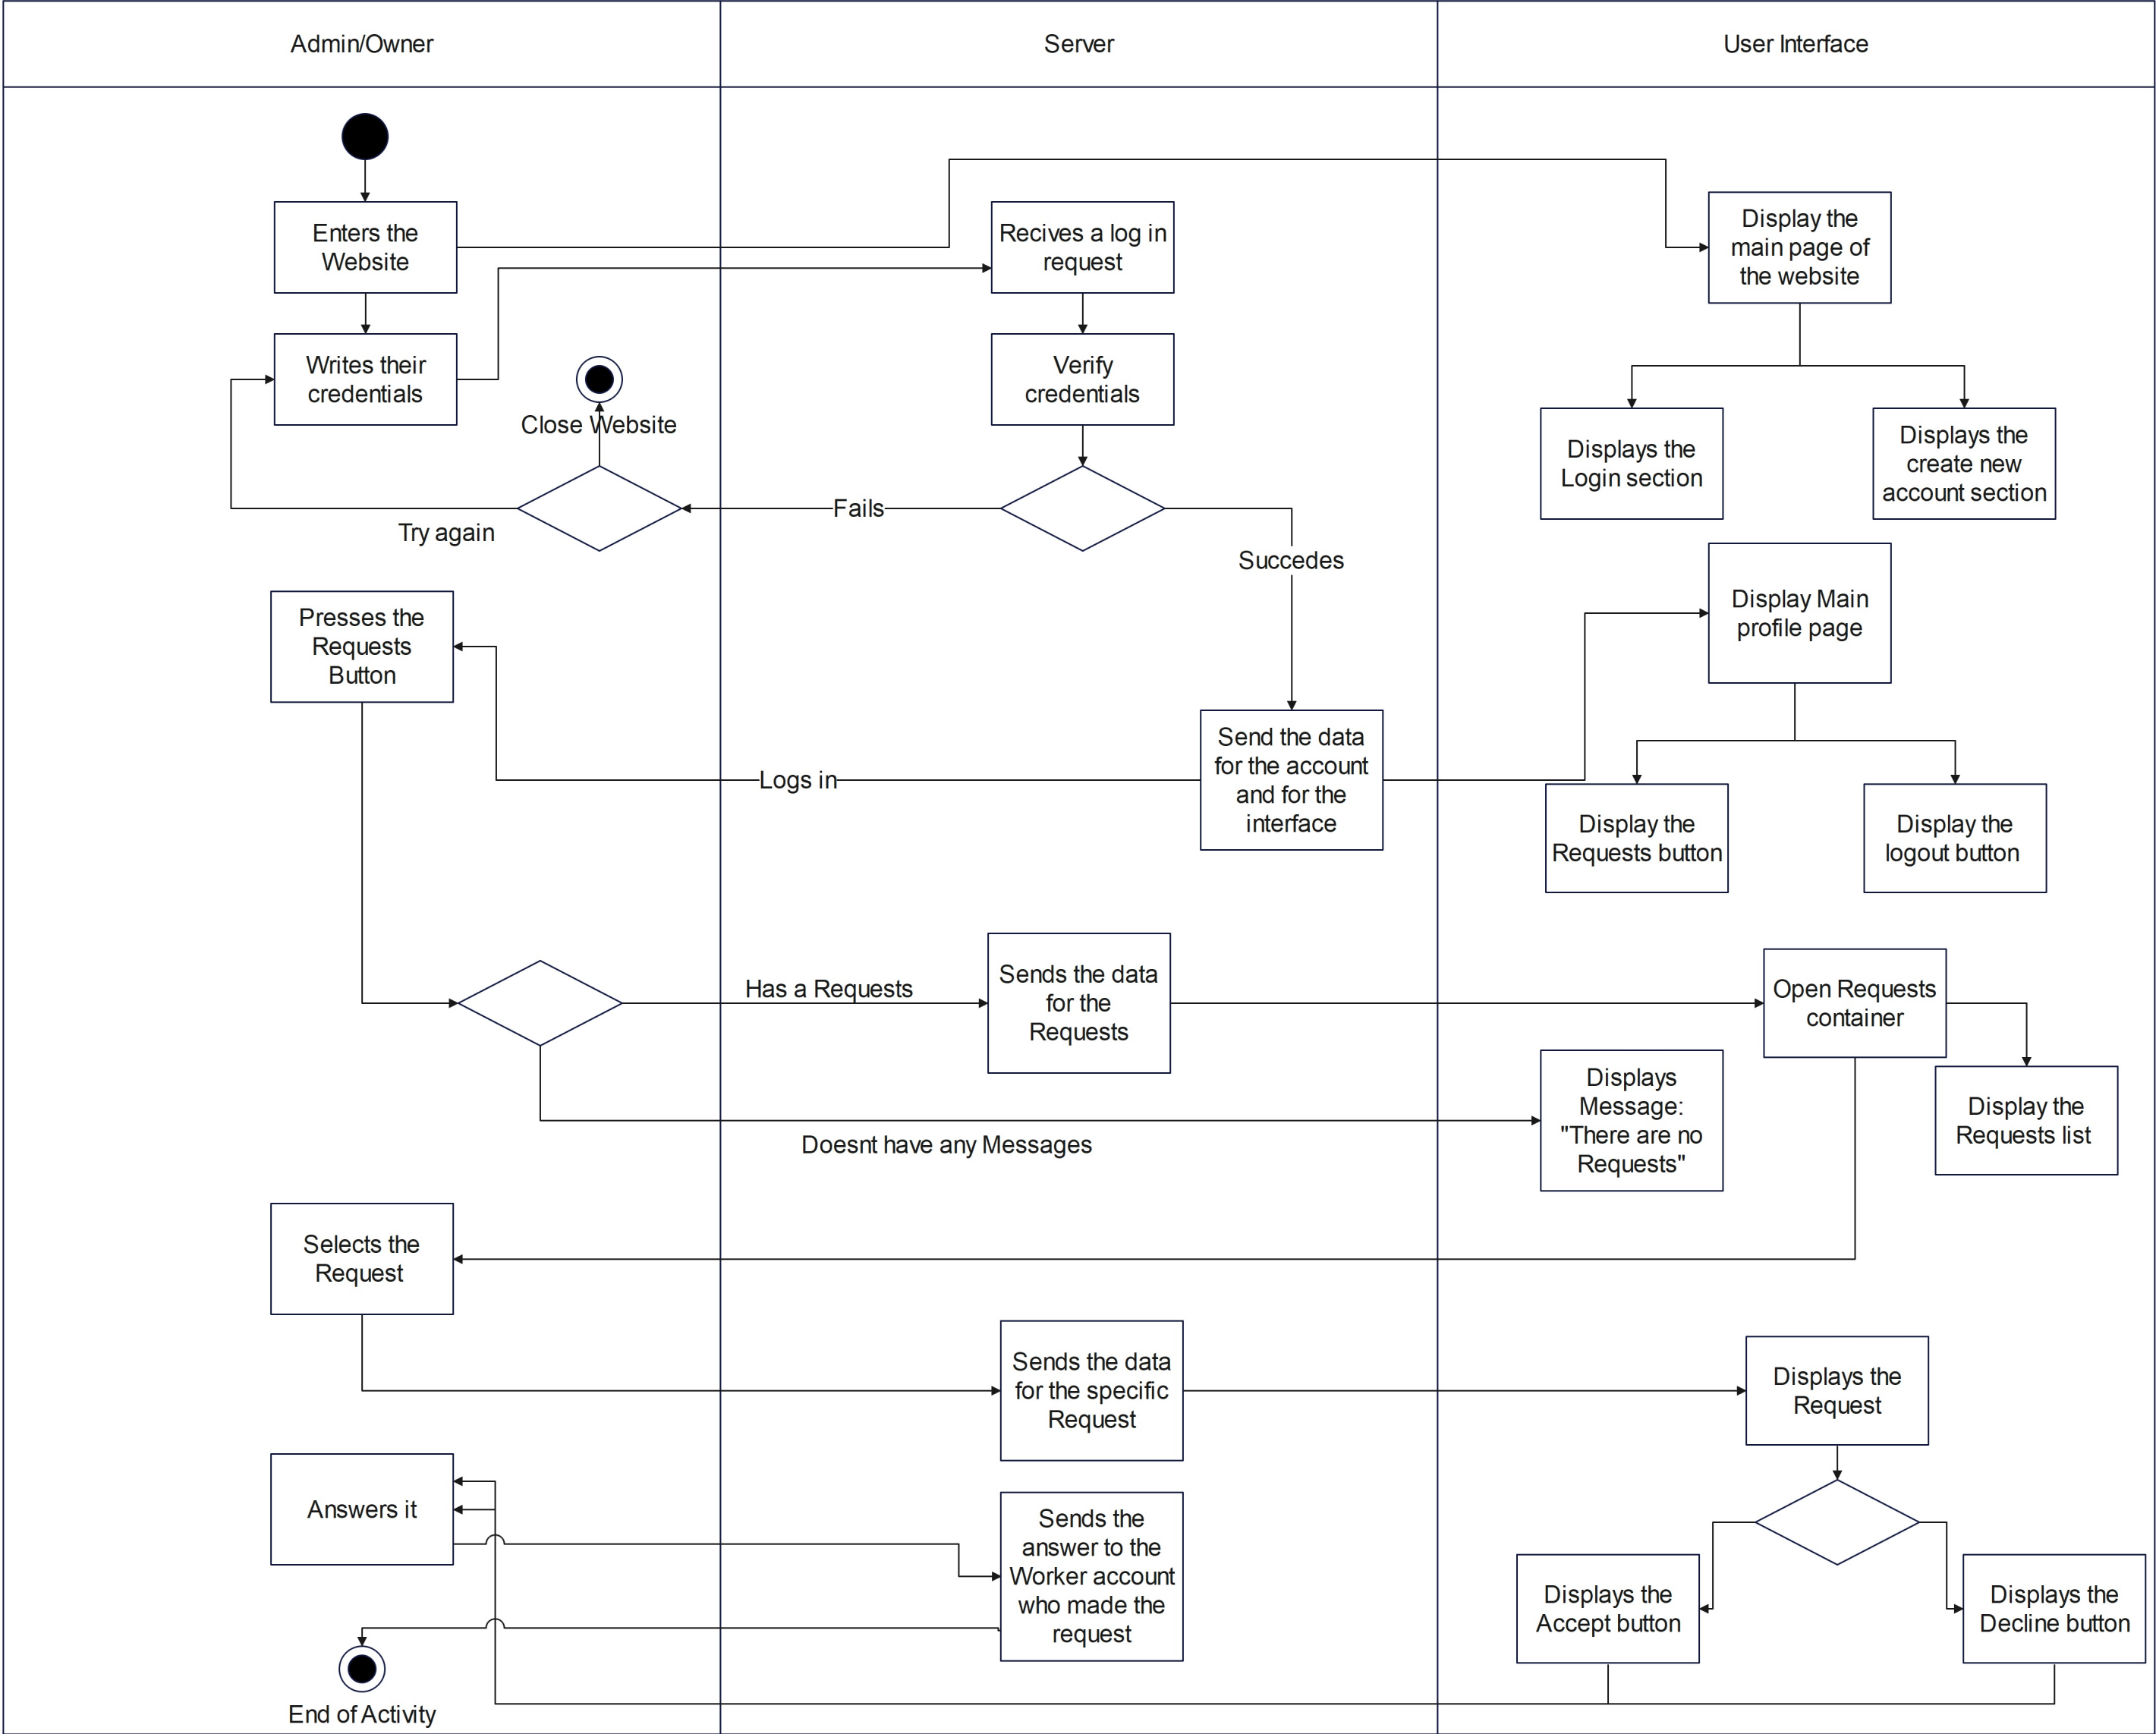 Admin/Owner
Server
User Interface
Enters the
Website
Recives a log in
request
Display the
main page of
the website
Writes their
credentials
Close Website
Verify
credentials
Displays the
Login section
Displays the
create new
account section
Try again
Fails
Succedes
Presses the
Requests
Button
Display Main
profile page
Logs in
Send the data
for the account
and for the
interface
Display the
Requests button
Display the
logout button
Has a Requests
Sends the data
for the
Requests
Open Requests
container
Doesnt have any Messages
Displays
Message:
"There are no
Requests"
Display the
Requests list
Selects the
Request
Sends the data
for the specific
Request
Displays the
Request
Answers it
Sends the
answer to the
Worker account
who made the
request
Displays the
Accept button
Displays the
Decline button
End of Activity